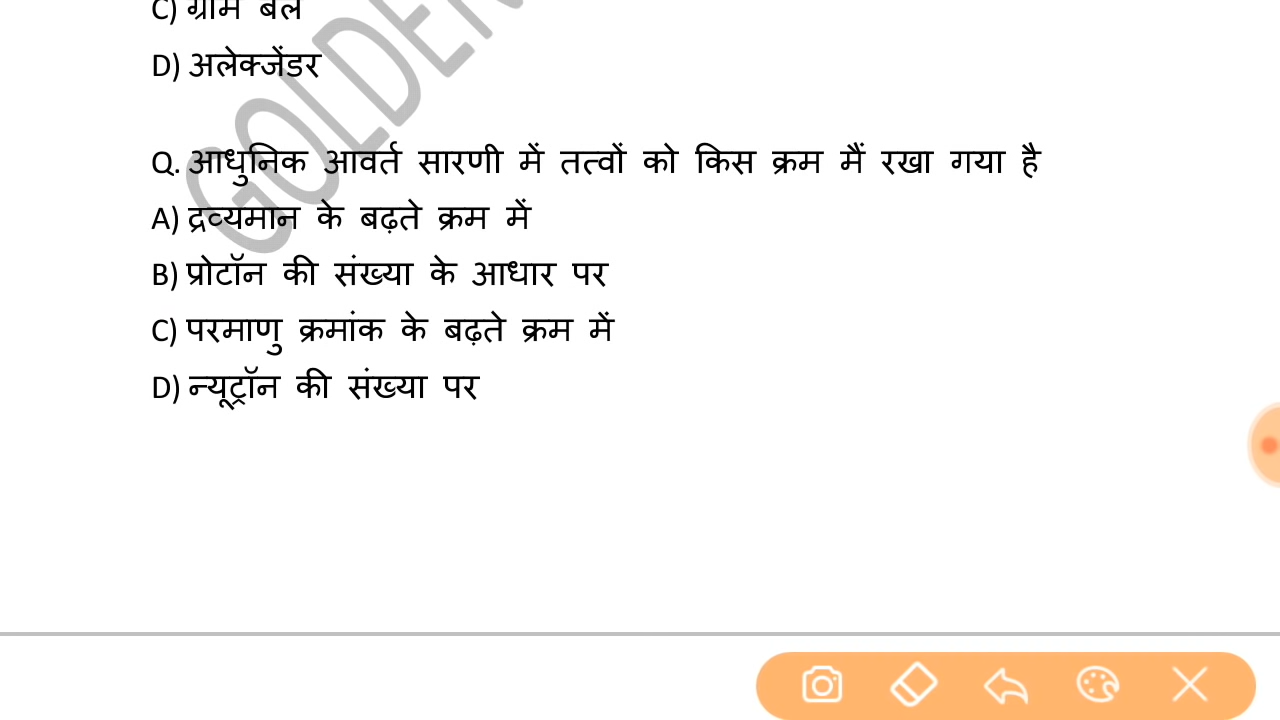 C) ग्राम बेल
D) अलेक्जेंडर
GOLDEN
Q. आधुनिक आवर्त सारणी में तत्वों को किस क्रम मैं रखा गया है
A) द्रव्यमान के बढ़ते क्रम में
B) प्रोटॉन की संख्या के आधार पर
C) परमाणु क्रमांक के बढ़ते क्रम में
D) न्यूट्रॉन की संख्या पर